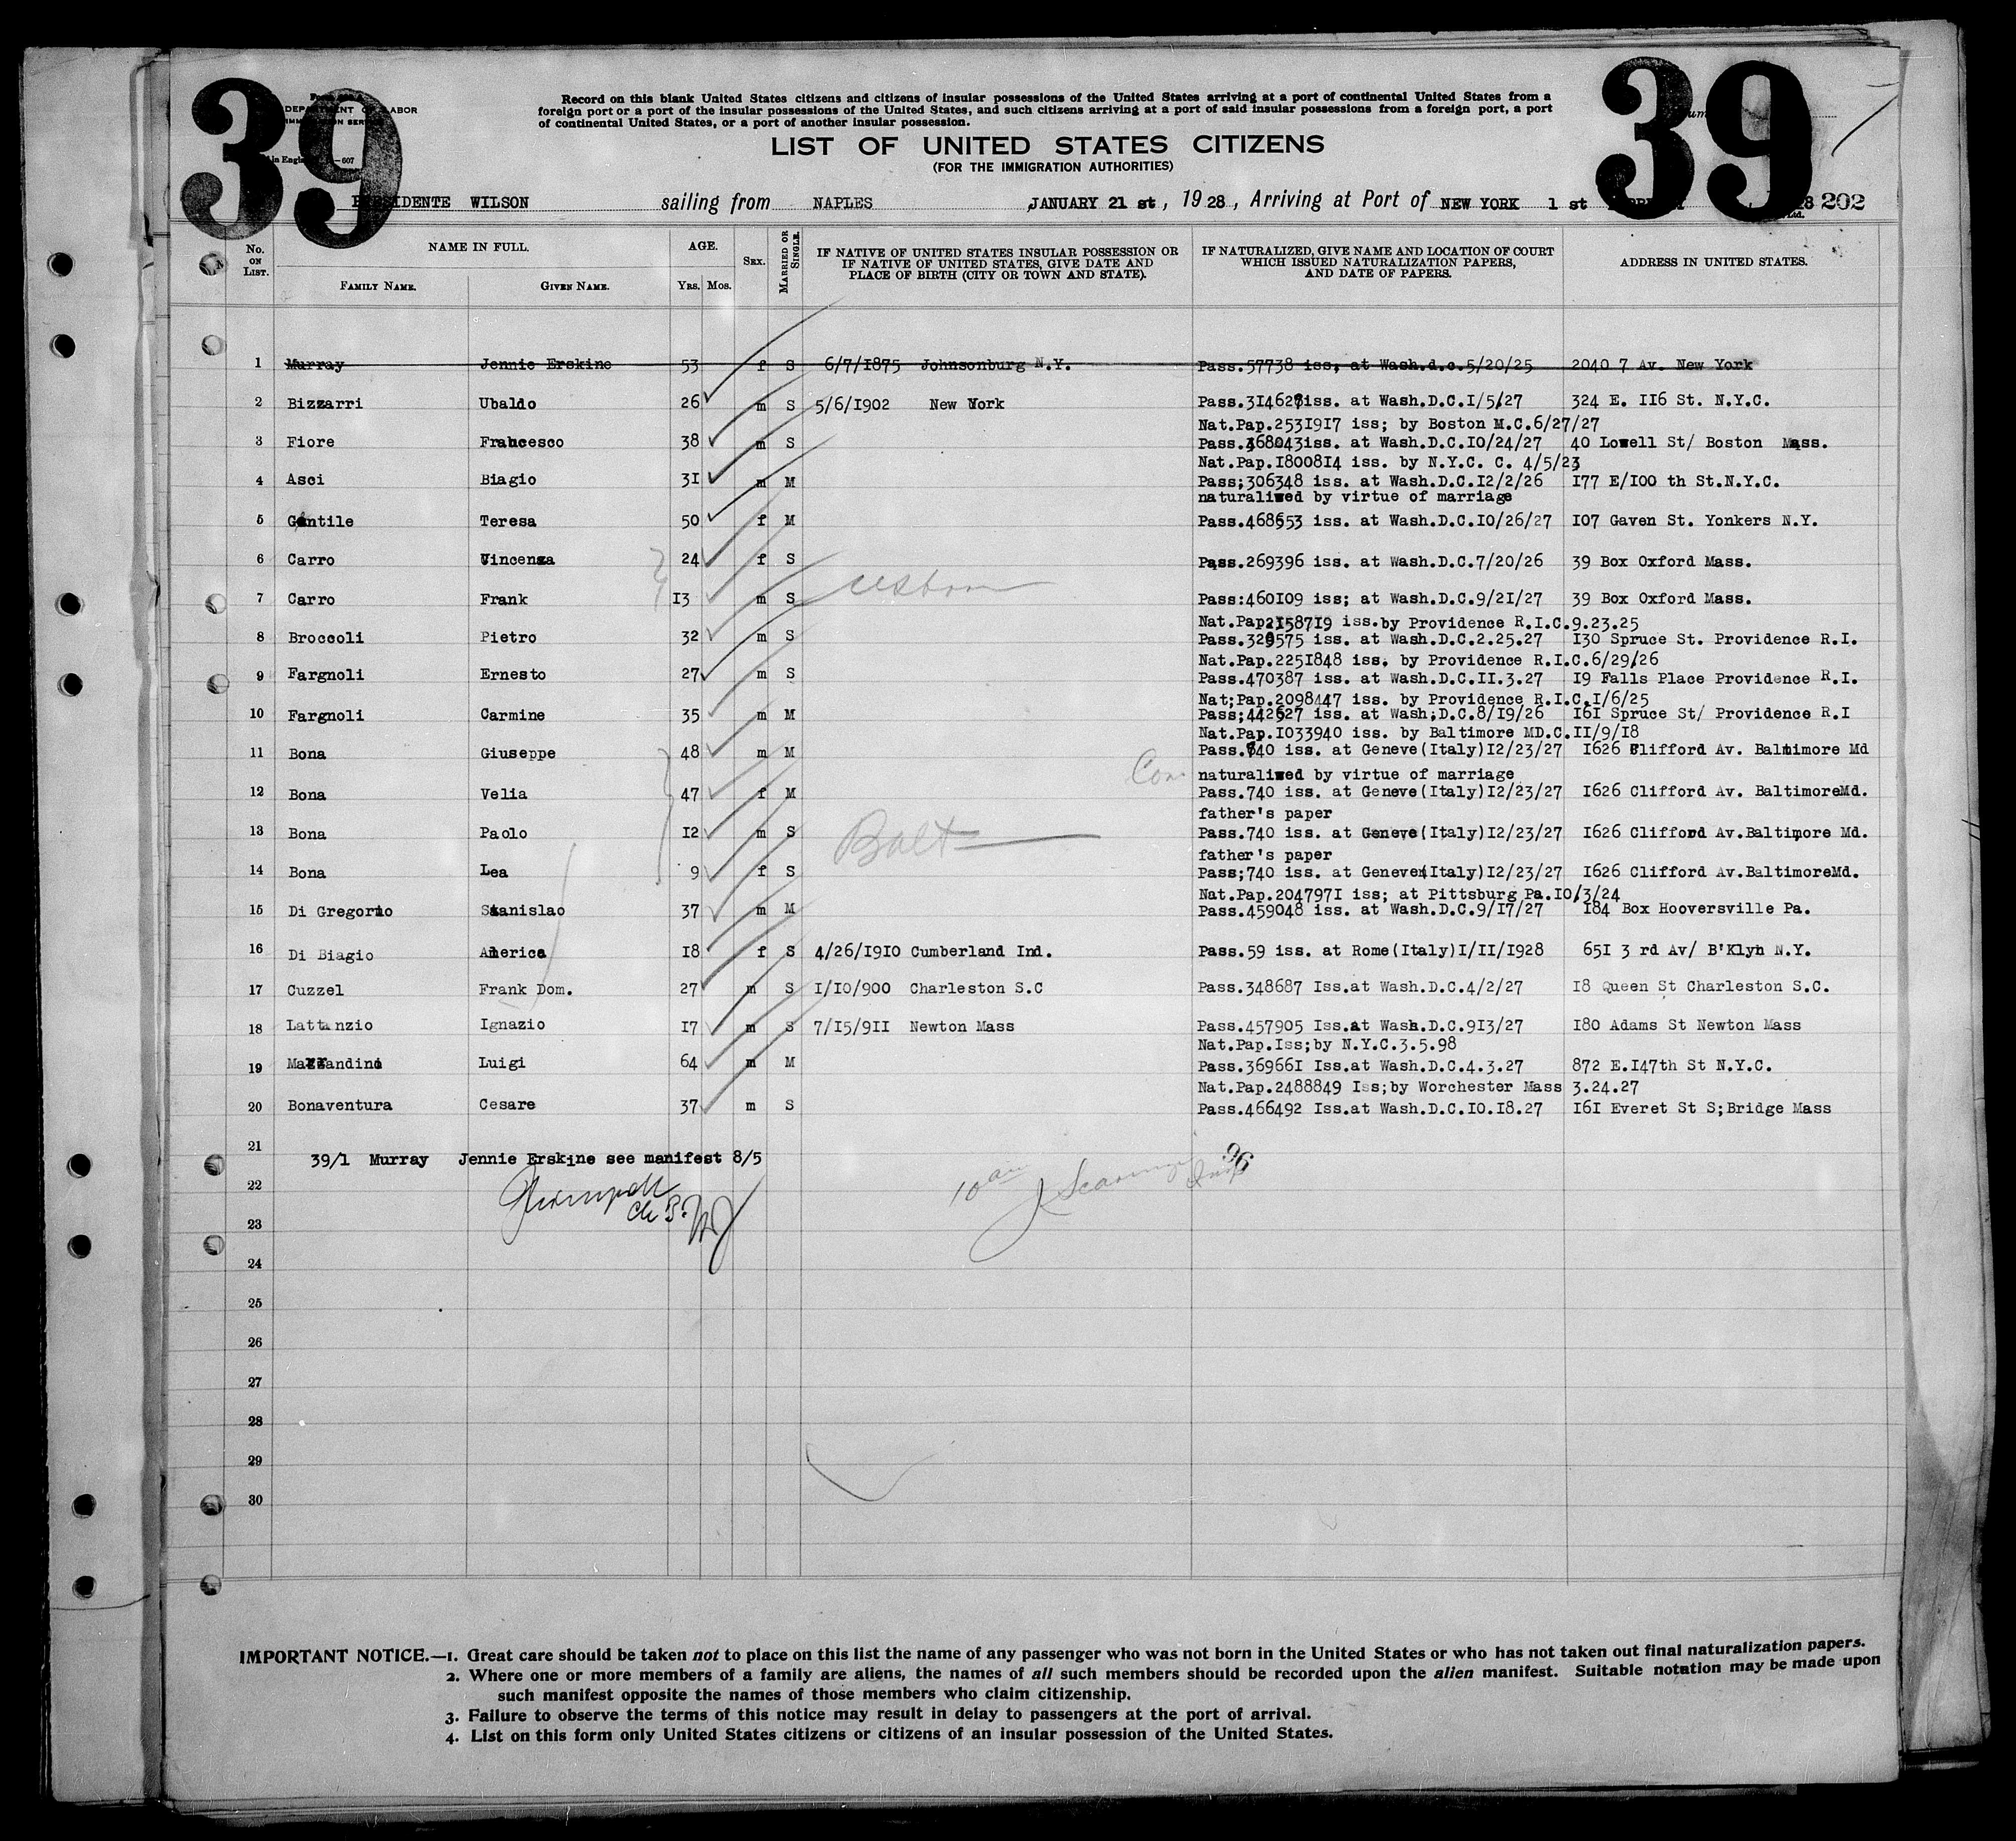 39
39
DEPARTMENT OF LABOR
Record on this blank United States citizens and citizens of insular possessions of the United States arriving at a port of continental United States from a
foreign port or a port of the insular possessions of the United States, and such citizens arriving at a port of said insular possessions from a foreign port, a port
of continental United States, or a port of another insular possession.
LIST OF UNITED STATES CITIZENS
(FOR THE IMMIGRATION AUTHORITIES)
PRESIDENTE WILSON sailing from NAPLES , JANUARY 21 st, 1928, Arriving at Port of NEW YORK 1 st 202
No. ON LIST. NAME IN FULL. AGE. SEX. MARRIED OR SINGLE. IF NATIVE OF UNITED STATES INSULAR POSSESSION OR IF NATIVE OF UNITED STATES, GIVE DATE AND PLACE OF BIRTH (CITY OR TOWN AND STATE). IF NATURALIZED, GIVE NAME AND LOCATION OF COURT WHICH ISSUED NATURALIZATION PAPERS, AND DATE OF PAPERS. ADDRESS IN UNITED STATES.
FAMILY NAME. GIVEN NAME. YRS. MOS.
1 Murray Jennie Erskine 53 f S 6/7/1875 Johnsonburg N.Y. Pass.57738 iss; at Wash.d.c.5/20/25 2040 7 Av. New York
2 Bizzarri Ubaldo 26 m S 5/6/1902 New York Pass.314627iss. at Wash.D.C.1/5/27 324 E. 116 St. N.Y.C.
Nat.Pap.2531917 iss; by Boston M.C.6/27/27
3 Fiore Francesco 38 m S Pass.368043iss. at Wash.D.C.10/24/27 40 Lowell St/ Boston Mass.
Nat.Pap.1800814 iss. by N.Y.C. C. 4/5/23
4 Asci Biagio 31 m M Pass;306348 iss. at Wash.D.C.12/2/26 177 E/100 th St.N.Y.C.
naturalized by virtue of marriage
5 Gentile Teresa 50 f M Pass.468553 iss. at Wash.D.C.10/26/27 107 Gaven St. Yonkers N.Y.
6 Carro Vincenza 24 f S Pass.269396 iss. at Wash.D.C.7/20/26 39 Box Oxford Mass.
7 Carro Frank 13 m S Pass:460109 iss; at Wash.D.C.9/21/27 39 Box Oxford Mass.
Nat.Pap.2158719 iss.by Providence R.I.C.9.23.25
8 Broccoli Pietro 32 m S Pass.329575 iss. at Wash.D.C.2.25.27 130 Spruce St. Providence R.I.
Nat.Pap.2251848 iss. by Providence R.I.C.6/29/26
9 Fargnoli Ernesto 27 m S Pass.470387 iss. at Wash.D.C.11.3.27 19 Falls Place Providence R.I.
Nat;Pap.2098447 iss. by Providence R.I.C.1/6/25
10 Fargnoli Carmine 35 m M Pass;442627 iss. at Wash;D.C.8/19/26 161 Spruce St/ Providence R.I
Nat.Pap.1033940 iss. by Baltimore MD.C.11/9/18
11 Bona Giuseppe 48 m M Pass.740 iss. at Geneve(Italy)12/23/27 1626 Clifford Av. Baltimore Md
Con naturalized by virtue of marriage
12 Bona Velia 47 f M Pass.740 iss. at Geneve(Italy)12/23/27 1626 Clifford Av. BaltimoreMd.
father's paper
13 Bona Paolo 12 m S Balt Pass.740 iss. at Geneve(Italy)12/23/27 1626 Clifford Av.Baltimore Md.
father's paper
14 Bona Lea 9 f S Pass;740 iss. at Geneve(Italy)12/23/27 1626 Clifford Av.BaltimoreMd.
Nat.Pap.2047971 iss; at Pittsburg Pa.10/3/24
15 Di Gregorio Stanislao 37 m M Pass.459048 iss. at Wash.D.C.9/17/27 184 Box Hooversville Pa.
16 Di Biagio America 18 f S 4/26/1910 Cumberland Ind. Pass.59 iss. at Rome(Italy)1/11/1928 651 3 rd Av/ B'Klyn N.Y.
17 Cuzzel Frank Dom. 27 m S 1/10/900 Charleston S.C Pass.348687 Iss.at Wash.D.C.4/2/27 18 Queen St Charleston S.C.
18 Lattanzio Ignazio 17 m S 7/15/911 Newton Mass Pass.457905 Iss.at Wash.D.C.913/27 180 Adams St Newton Mass
Nat.Pap.Iss;by N.Y.C.3.5.98
19 Mazzandini Luigi 64 m M Pass.369661 Iss.at Wash.D.C.4.3.27 872 E.147th St N.Y.C.
Nat.Pap.2488849 Iss;by Worchester Mass 3.24.27
20 Bonaventura Cesare 37 m S Pass.466492 Iss.at Wash.D.C.10.18.27 161 Everet St S;Bridge Mass
21
39/1 Murray Jennie Erskine see manifest 8/5
96
22
23
24
25
26
27
28
29
30
IMPORTANT NOTICE.—1. Great care should be taken not to place on this list the name of any passenger who was not born in the United States or who has not taken out final naturalization papers.
2. Where one or more members of a family are aliens, the names of all such members should be recorded upon the alien manifest. Suitable notation may be made upon
such manifest opposite the names of those members who claim citizenship.
3. Failure to observe the terms of this notice may result in delay to passengers at the port of arrival.
4. List on this form only United States citizens or citizens of an insular possession of the United States.